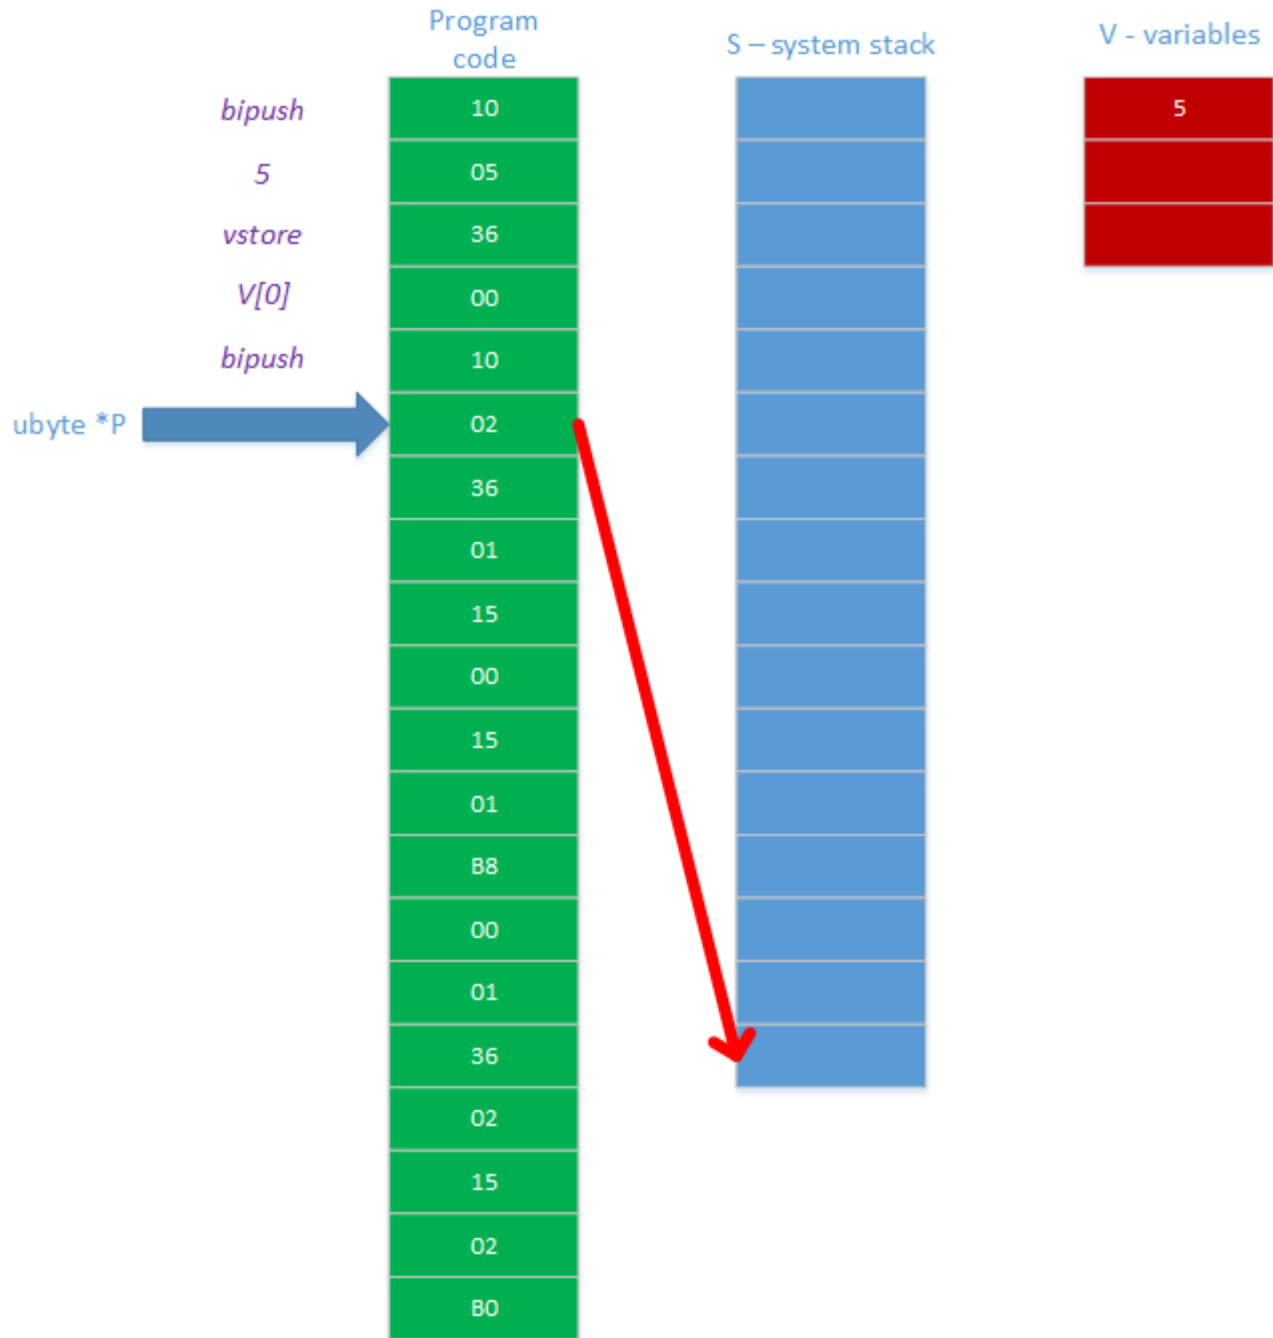 Program
code
S – system stack
V - variables
bipush
10
5
5
05
vstore
36
V[0]
00
bipush
10
ubyte *P
02
36
01
15
00
15
01
B8
00
01
36
02
15
02
B0